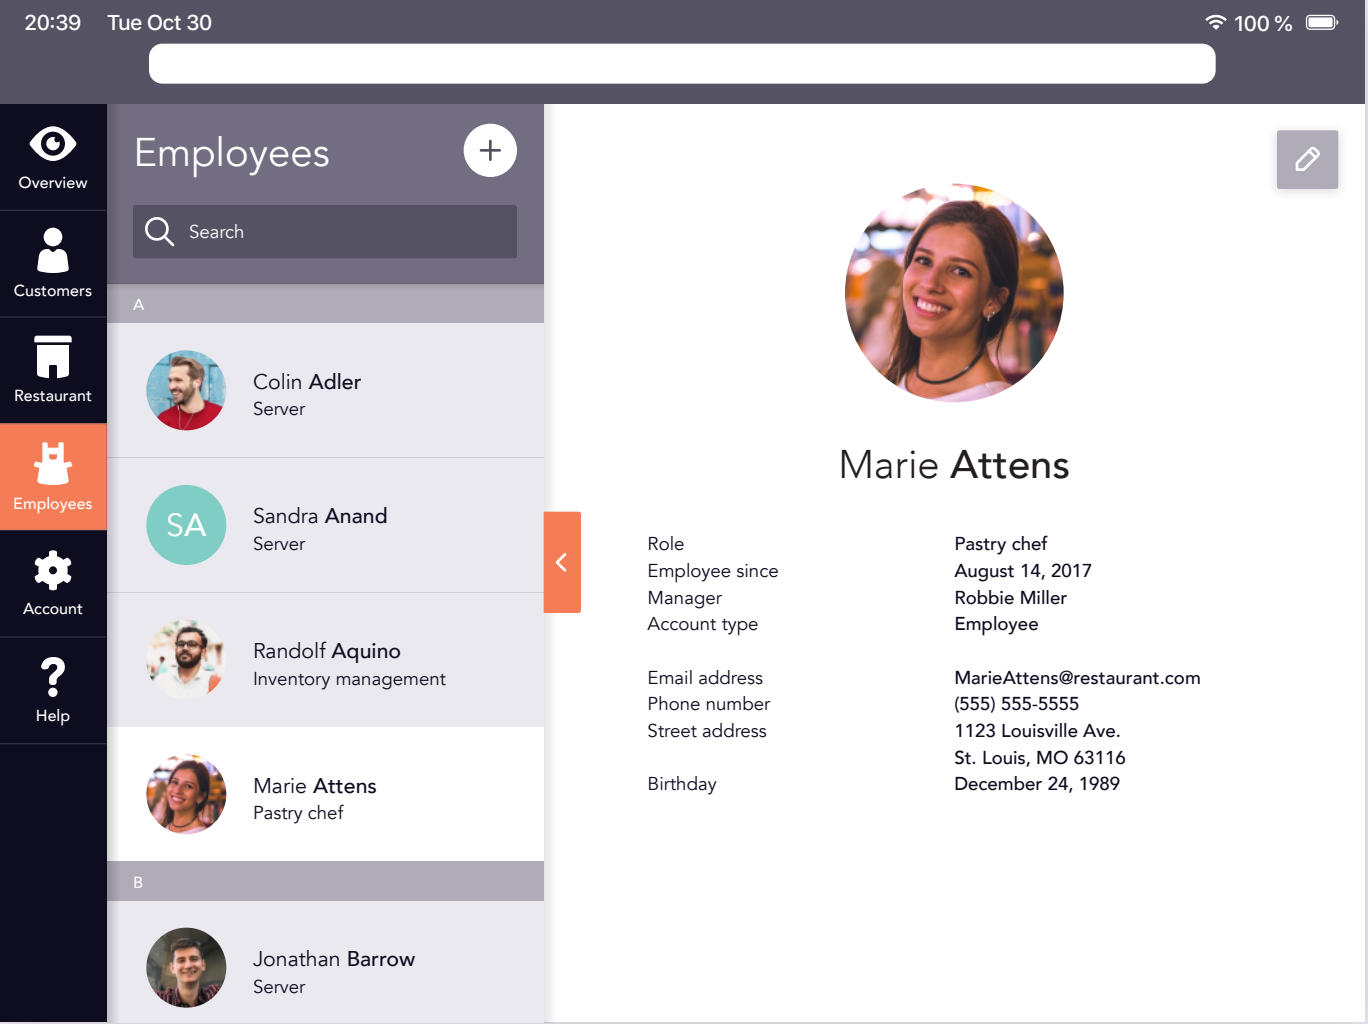 20:39 Tue Oct 30 100 %
Overview
Customers
Restaurant
Employees
Account
Help
Employees
Search
A
Colin Adler
Server
SA
Sandra Anand
Server
Randolf Aquino
Inventory management
Marie Attens
Pastry chef
B
Jonathan Barrow
Server
Marie Attens
Role Pastry chef
Employee since August 14, 2017
Manager Robbie Miller
Account type Employee
Email address MarieAttens@restaurant.com
Phone number (555) 555-5555
Street address 1123 Louisville Ave.
St. Louis, MO 63116
Birthday December 24, 1989